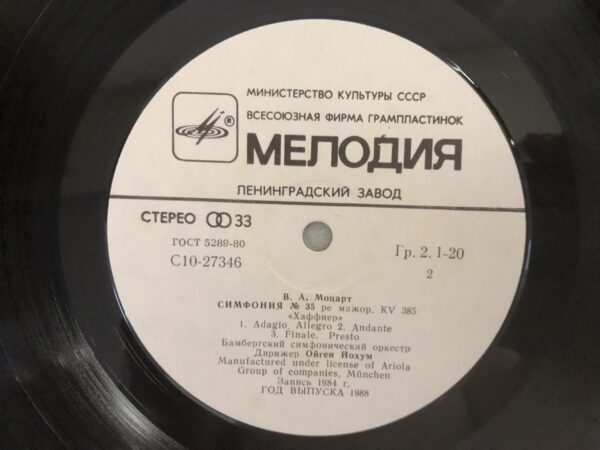 МИНИСТЕРСТВО КУЛЬТУРЫ СССР
ВСЕСОЮЗНАЯ ФИРМА ГРАМПЛАСТИНОК
®
МЕЛОДИЯ
ЛЕНИНГРАДСКИЙ ЗАВОД
СТЕРЕО 33
ГОСТ 5289-80
С10-27346
Гр. 2. 1-20
2
В. А. Моцарт
СИМФОНИЯ № 35 ре мажор, KV 385
«Хаффнер»
1. Adagio, Allegro 2. Andante
3. Finale. Presto
Бамбергский симфонический оркестр
Дирижер Ойген Йохум
Manufactured under license of Ariola
Group of companies, München
Запись 1984 г.
ГОД ВЫПУСКА 1988